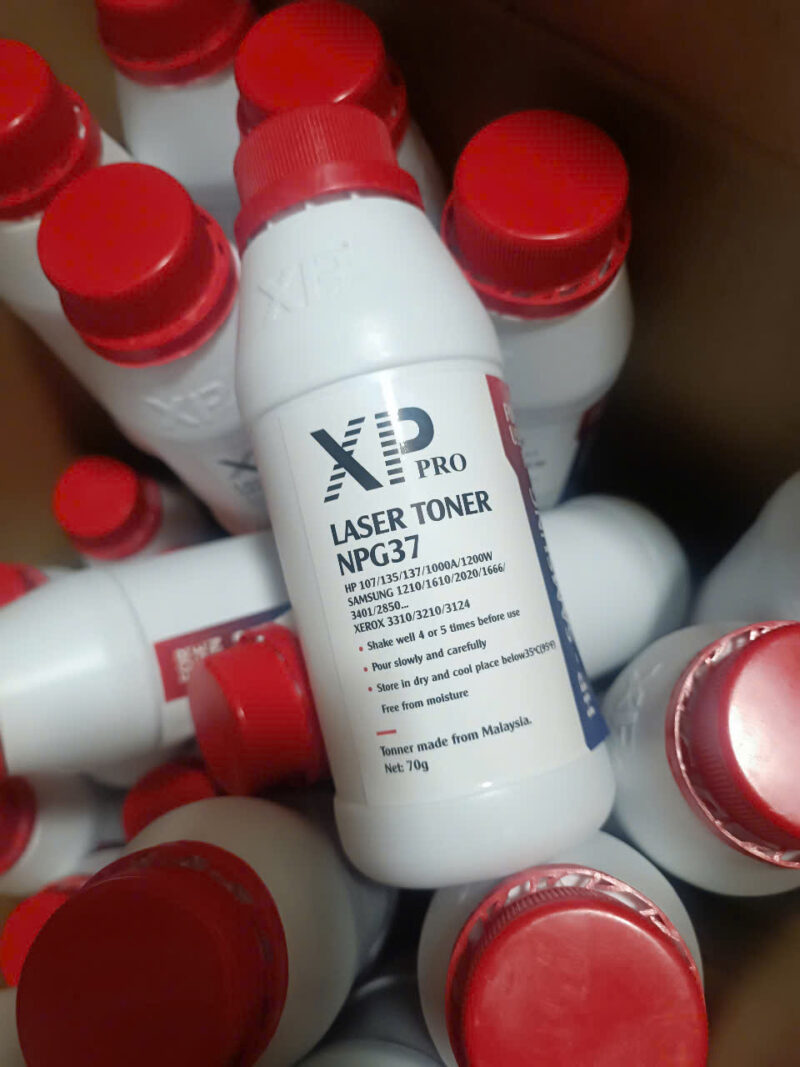 XP
XP PRO
LASER TONER
NPG37
HP 107/135/137/1000A/1200W
SAMSUNG 1210/1610/2020/1666/
3401/2850...
XEROX 3310/3210/3124
• Shake well 4 or 5 times before use
• Pour slowly and carefully
• Store in dry and cool place below35°C(95°F)
Free from moisture
Tonner made from Malaysia.
Net: 70g
XP